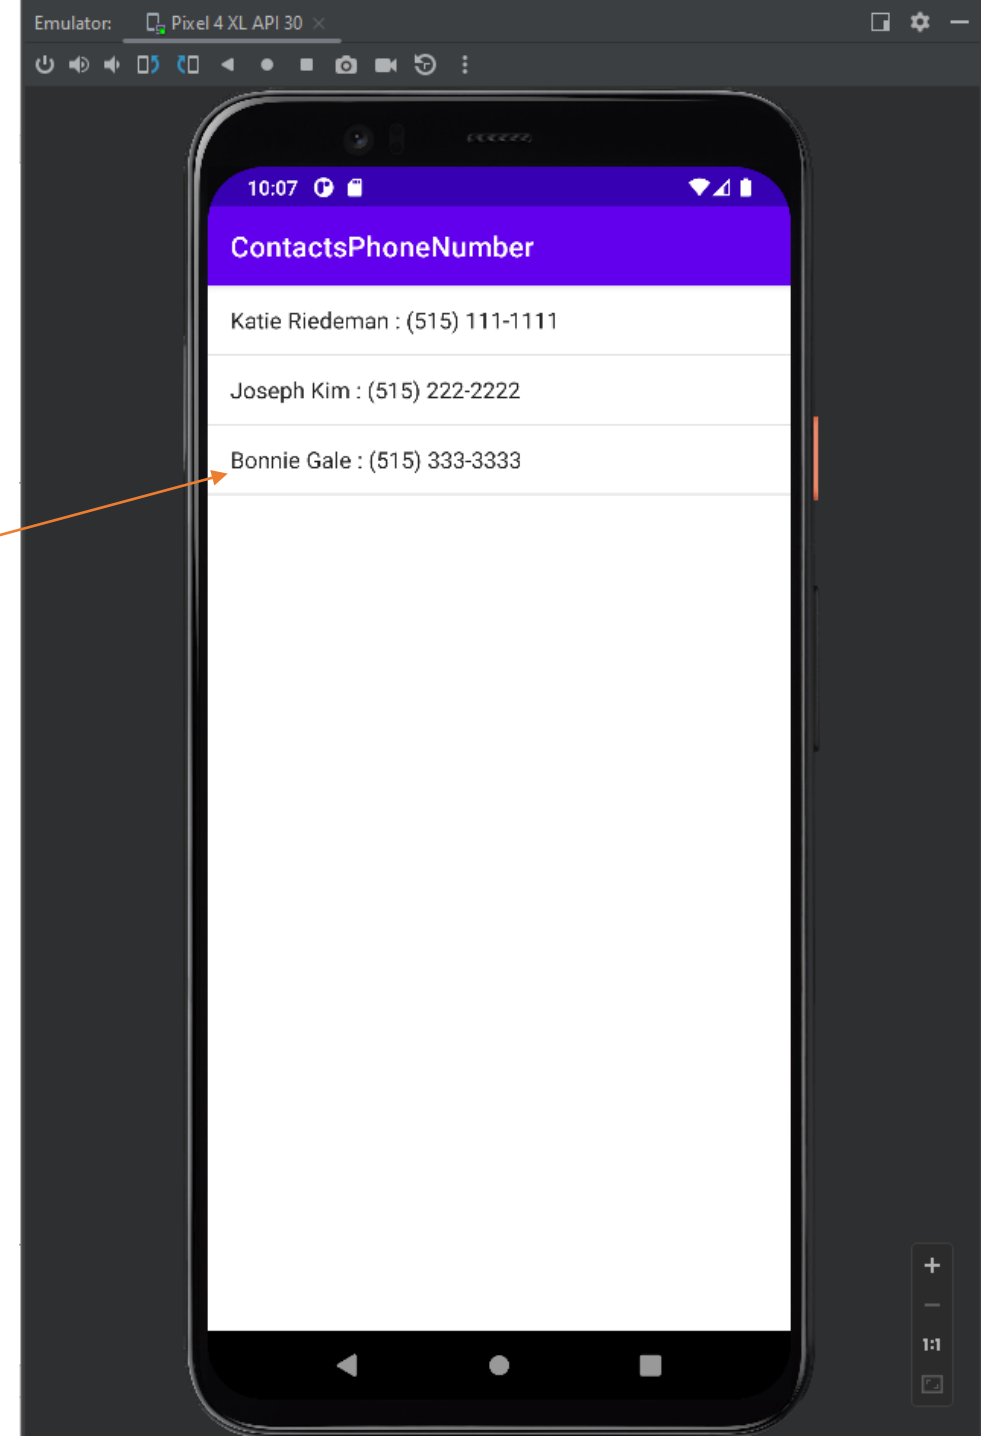 Emulator: Pixel 4 XL API 30
10:07
ContactsPhoneNumber
Katie Riedeman : (515) 111-1111
Joseph Kim : (515) 222-2222
Bonnie Gale : (515) 333-3333
1:1